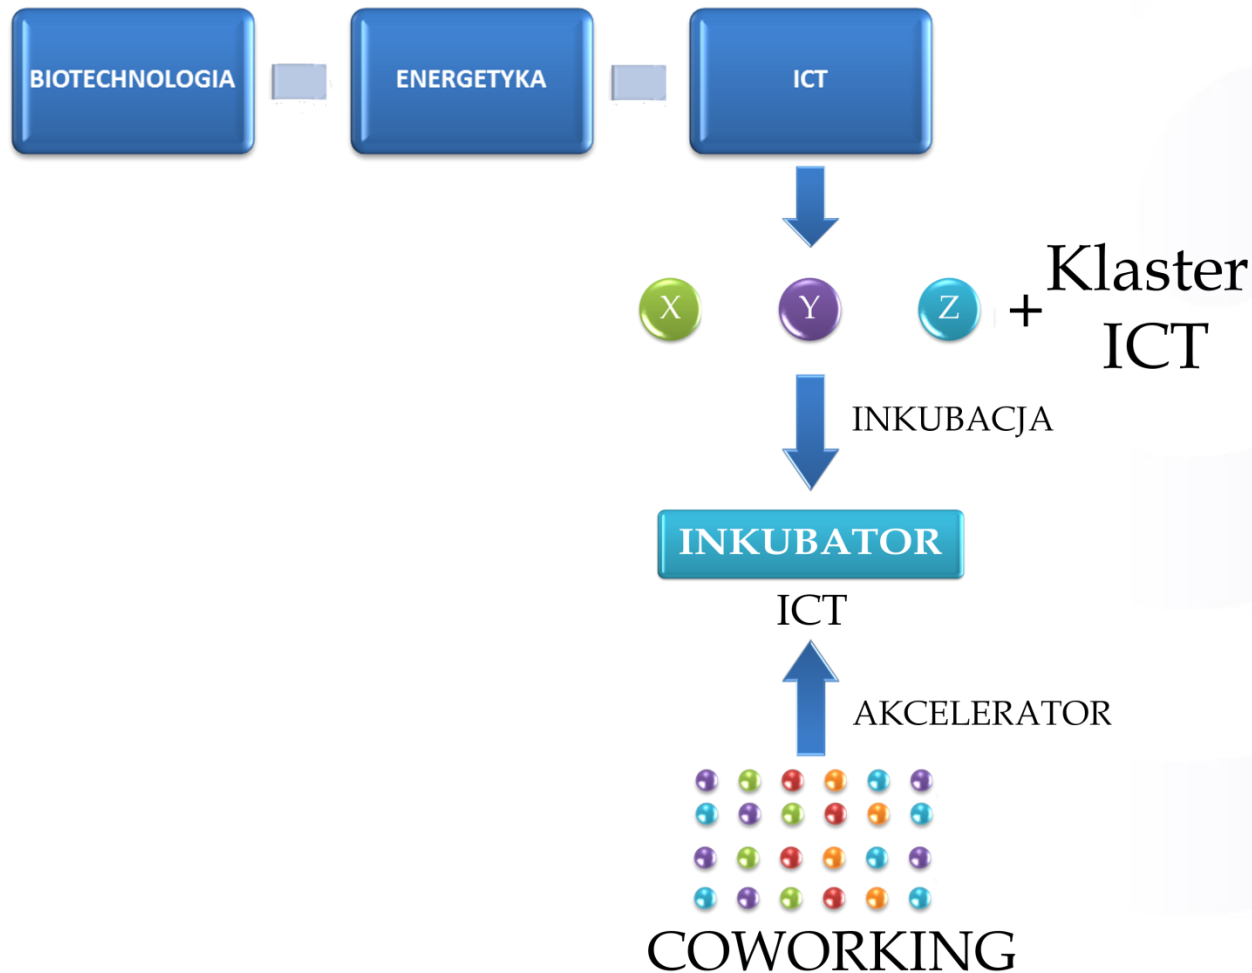 BIOTECHNOLOGIA
ENERGETYKA
ICT
X
Y
Z
+
Klaster
ICT
INKUBACJA
INKUBATOR
ICT
AKCELERATOR
COWORKING